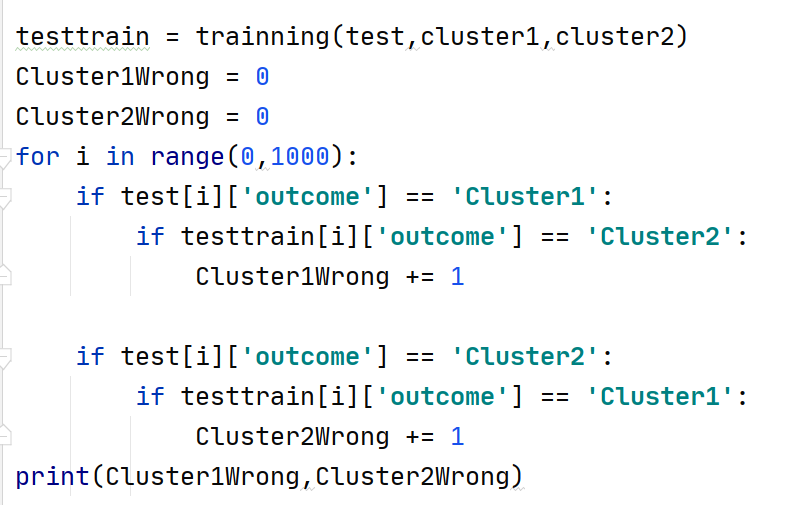 testtrain = trainning(test,cluster1,cluster2)
Cluster1Wrong = 0
Cluster2Wrong = 0
for i in range(0,1000):
    if test[i]['outcome'] == 'Cluster1':
        if testtrain[i]['outcome'] == 'Cluster2':
            Cluster1Wrong += 1
    if test[i]['outcome'] == 'Cluster2':
        if testtrain[i]['outcome'] == 'Cluster1':
            Cluster2Wrong += 1
print(Cluster1Wrong,Cluster2Wrong)